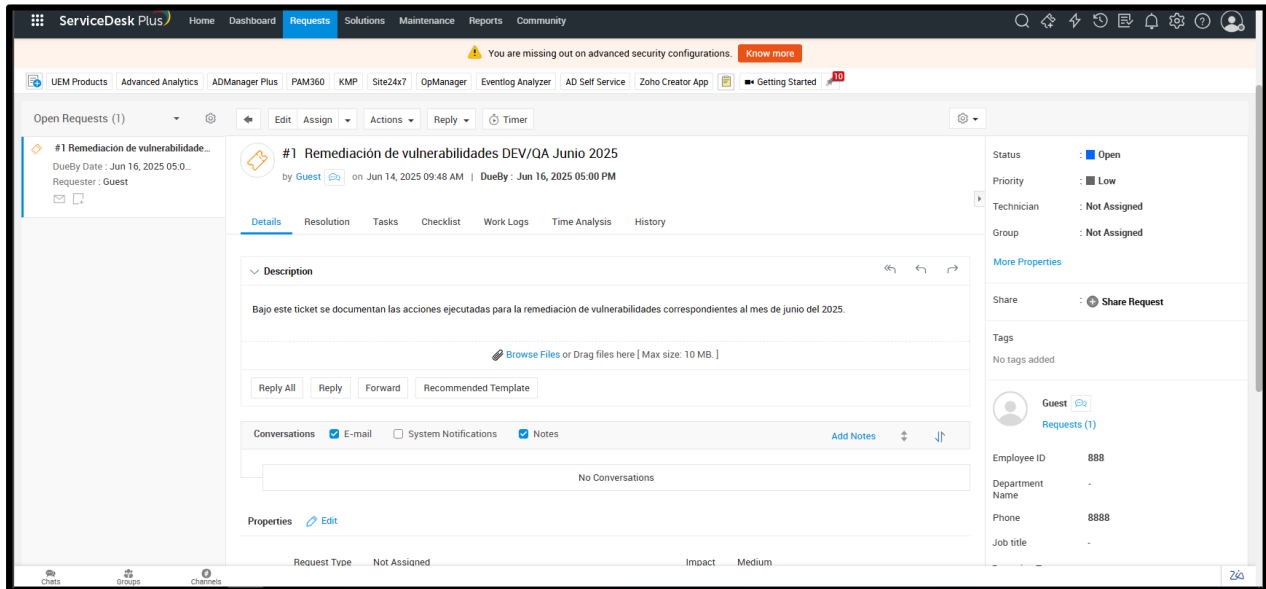 ServiceDesk Plus Home Dashboard Requests Solutions Maintenance Reports Community
You are missing out on advanced security configurations. Know more
UEM Products Advanced Analytics ADManager Plus PAM360 KMP Site24x7 OpManager Eventlog Analyzer AD Self Service Zoho Creator App Getting Started 10
Open Requests (1)
#1 Remediación de vulnerabilidade...
DueBy Date : Jun 16, 2025 05:0...
Requester : Guest
Edit Assign Actions Reply Timer
#1 Remediación de vulnerabilidades DEV/QA Junio 2025
by Guest on Jun 14, 2025 09:48 AM | DueBy : Jun 16, 2025 05:00 PM
Details Resolution Tasks Checklist Work Logs Time Analysis History
Description
Bajo este ticket se documentan las acciones ejecutadas para la remediación de vulnerabilidades correspondientes al mes de junio del 2025.
Browse Files or Drag files here [ Max size: 10 MB. ]
Reply All Reply Forward Recommended Template
Conversations E-mail System Notifications Notes Add Notes
No Conversations
Properties Edit
Request Type Not Assigned Impact Medium
Status : Open
Priority : Low
Technician : Not Assigned
Group : Not Assigned
More Properties
Share : Share Request
Tags
No tags added
Guest
Requests (1)
Employee ID 888
Department Name -
Phone 8888
Job title -
Chats Groups Channels
Zia